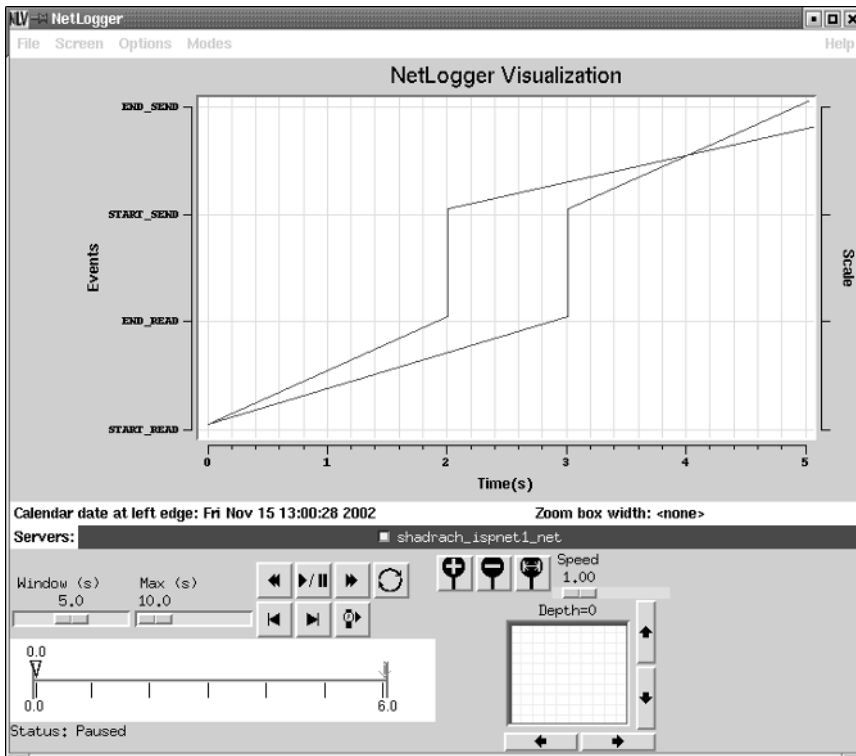 NLV NetLogger
File Screen Options Modes Help
NetLogger Visualization
END_SEND
START_SEND
END_READ
START_READ
Events
Scale
0 1 2 3 4 5
Time(s)
Calendar date at left edge: Fri Nov 15 13:00:28 2002 Zoom box width: <none>
Servers: shadrach_ispnet1_net
Window (s) Max (s) Speed
5.0 10.0 1.00
Depth=0
0.0
0.0 6.0
Status: Paused